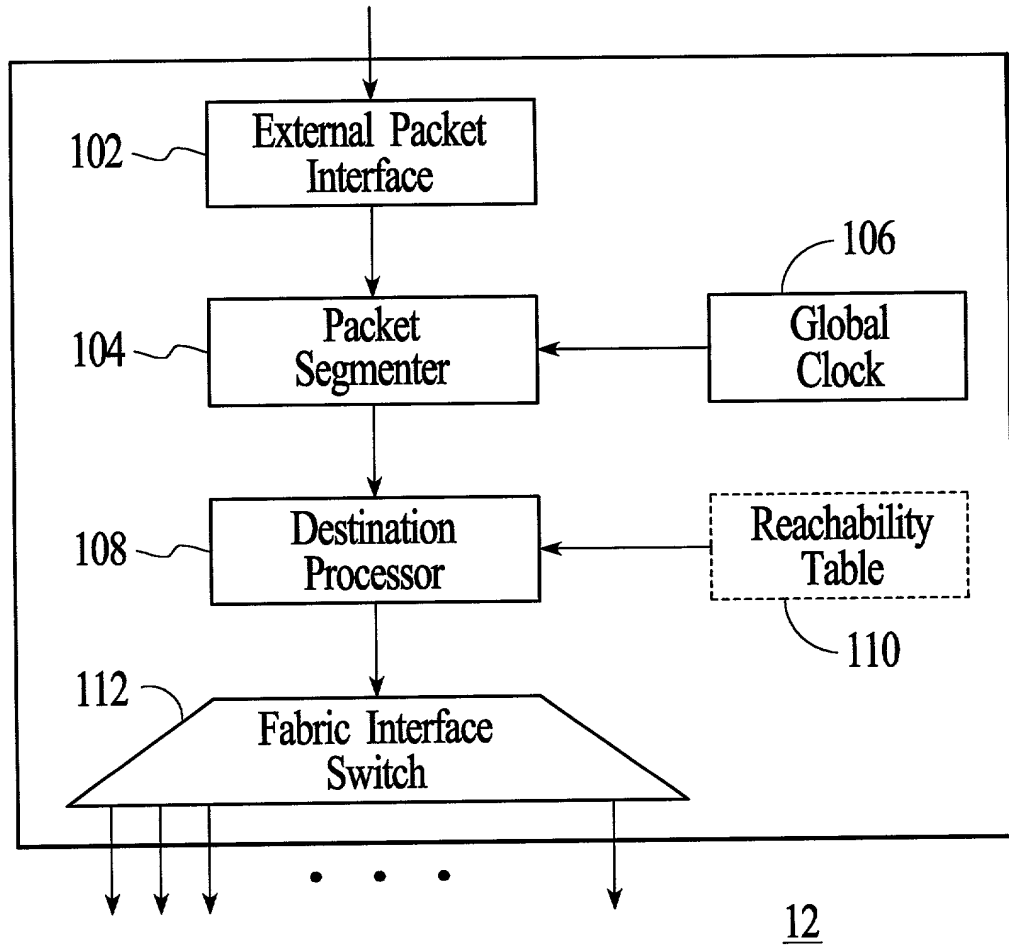 102
External Packet
Interface
106
104
Packet
Segmenter
Global
Clock
108
Destination
Processor
Reachability
Table
110
112
Fabric Interface
Switch
12